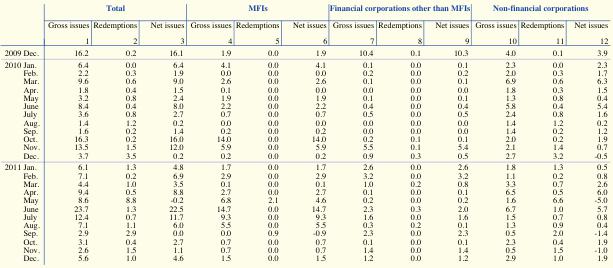 Total MFIs Financial corporations other than MFIs Non-financial corporations
Gross issues Redemptions Net issues Gross issues Redemptions Net issues Gross issues Redemptions Net issues Gross issues Redemptions Net issues
1 2 3 4 5 6 7 8 9 10 11 12
2009 Dec. 16.2 0.2 16.1 1.9 0.0 1.9 10.4 0.1 10.3 4.0 0.1 3.9
2010 Jan. 6.4 0.0 6.4 4.1 0.0 4.1 0.1 0.0 0.0 2.3 0.0 2.3
Feb. 2.2 0.3 1.9 0.0 0.0 0.0 0.2 0.0 0.2 2.0 0.3 1.7
Mar. 9.6 0.6 9.0 2.6 0.0 2.6 0.1 0.0 0.1 6.9 0.6 6.3
Apr. 1.8 0.4 1.5 0.1 0.0 0.1 0.0 0.0 0.0 1.8 0.3 1.5
May 3.2 0.8 2.4 1.9 0.0 1.9 0.1 0.0 0.1 1.3 0.8 0.4
June 8.4 0.4 8.0 2.2 0.0 2.2 0.4 0.0 0.4 5.8 0.4 5.4
July 3.6 0.8 2.7 0.7 0.0 0.7 0.5 0.0 0.5 2.4 0.8 1.6
Aug. 1.4 1.2 0.2 0.0 0.0 0.0 0.0 0.0 0.0 1.4 1.2 0.2
Sep. 1.6 0.2 1.4 0.2 0.0 0.2 0.0 0.0 0.0 1.4 0.2 1.2
Oct. 16.3 0.2 16.0 14.0 0.0 14.0 0.2 0.1 0.1 2.0 0.2 1.9
Nov. 13.5 1.5 12.0 5.9 0.0 5.9 5.5 0.1 5.4 2.1 1.4 0.7
Dec. 3.7 3.5 0.2 0.2 0.0 0.2 0.9 0.3 0.5 2.7 3.2 -0.5
2011 Jan. 6.1 1.3 4.8 1.7 0.0 1.7 2.6 0.0 2.6 1.8 1.3 0.5
Feb. 7.1 0.2 6.9 2.9 0.0 2.9 3.2 0.0 3.2 1.1 0.2 0.8
Mar. 4.4 1.0 3.5 0.1 0.0 0.1 1.0 0.2 0.8 3.3 0.7 2.6
Apr. 9.4 0.5 8.8 2.7 0.0 2.7 0.1 0.0 0.1 6.5 0.5 6.0
May 8.6 8.8 -0.2 6.8 2.1 4.6 0.2 0.0 0.2 1.6 6.6 -5.0
June 23.7 1.3 22.5 14.7 0.0 14.7 2.3 0.3 2.0 6.7 1.0 5.7
July 12.4 0.7 11.7 9.3 0.0 9.3 1.6 0.0 1.6 1.5 0.7 0.8
Aug. 7.1 1.1 6.0 5.5 0.0 5.5 0.3 0.2 0.1 1.3 0.9 0.4
Sep. 2.9 2.9 0.0 0.0 0.9 -0.9 2.3 0.0 2.3 0.5 2.0 -1.4
Oct. 3.1 0.4 2.7 0.7 0.0 0.7 0.1 0.0 0.1 2.3 0.4 1.9
Nov. 2.6 1.5 1.1 0.7 0.0 0.7 1.4 0.0 1.4 0.5 1.5 -1.0
Dec. 5.6 1.0 4.6 1.5 0.0 1.5 1.2 0.0 1.2 2.9 1.0 1.9